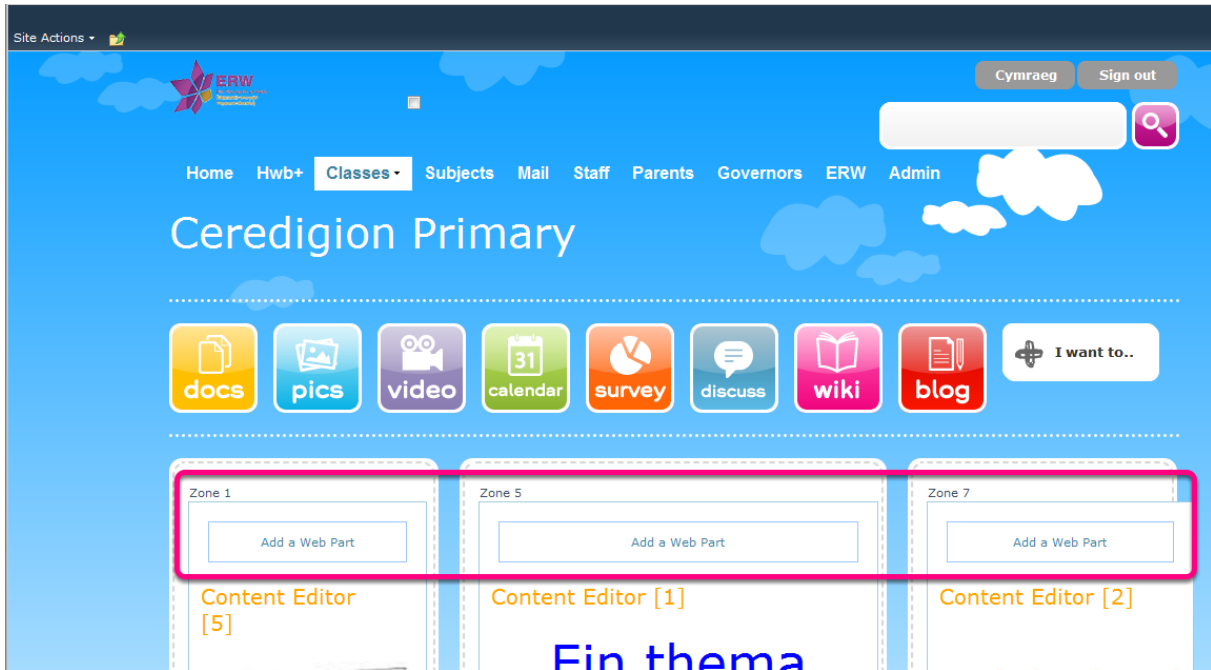 Site Actions
ERW
Cymraeg Sign out
Home Hwb+ Classes Subjects Mail Staff Parents Governors ERW Admin
Ceredigion Primary
docs pics video 31 calendar survey discuss wiki blog I want to..
Zone 1 Zone 5 Zone 7
Add a Web Part Add a Web Part Add a Web Part
Content Editor [5]
Content Editor [1]
Content Editor [2]
Ein thema